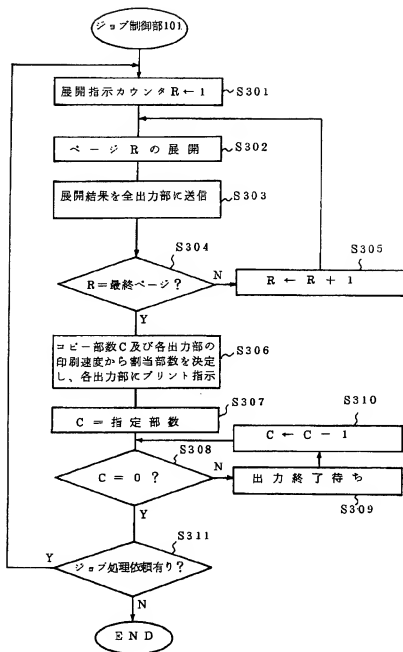 ジョブ制御部101
展開指示カウンタR←1
S301
ページRの展開
S302
展開結果を全出力部に送信
S303
S304
R=最終ページ?
N
S305
R←R+1
Y
コピー部数C及び各出力部の
印刷速度から割当部数を決定
し、各出力部にプリント指示
S306
C=指定部数
S307
S308
C=0?
N
S310
C←C-1
出力終了待ち
S309
Y
S311
ジョブ処理依頼有り?
Y
N
END